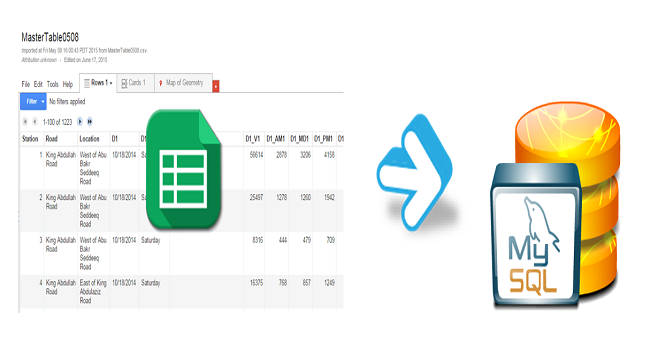 MasterTable0508
Imported at Fri May 08 16:00:43 PDT 2015 from MasterTable0508.csv.
Attribution unknown - Edited on June 17, 2015
File Edit Tools Help Rows 1 Cards 1 Map of Geometry
Filter No filters applied
1-100 of 1223
Station Road Location D1 D1_V1 D1_AM1 D1_MD1 D1_PM1
1 King Abdullah West of Abu 10/18/2014 56614 2878 3206 4158
Road Bakr
Seddeeq
Road
2 King Abdullah West of Abu 10/18/2014 25497 1278 1260 1942
Road Bakr
Seddeeq
Road
3 King Abdullah West of Abu 10/18/2014 Saturday 8316 444 479 709
Road Bakr
Seddeeq
Road
4 King Abdullah East of King 10/18/2014 Saturday 16375 768 857 1249
Road Abdulaziz
Road
My
SQL